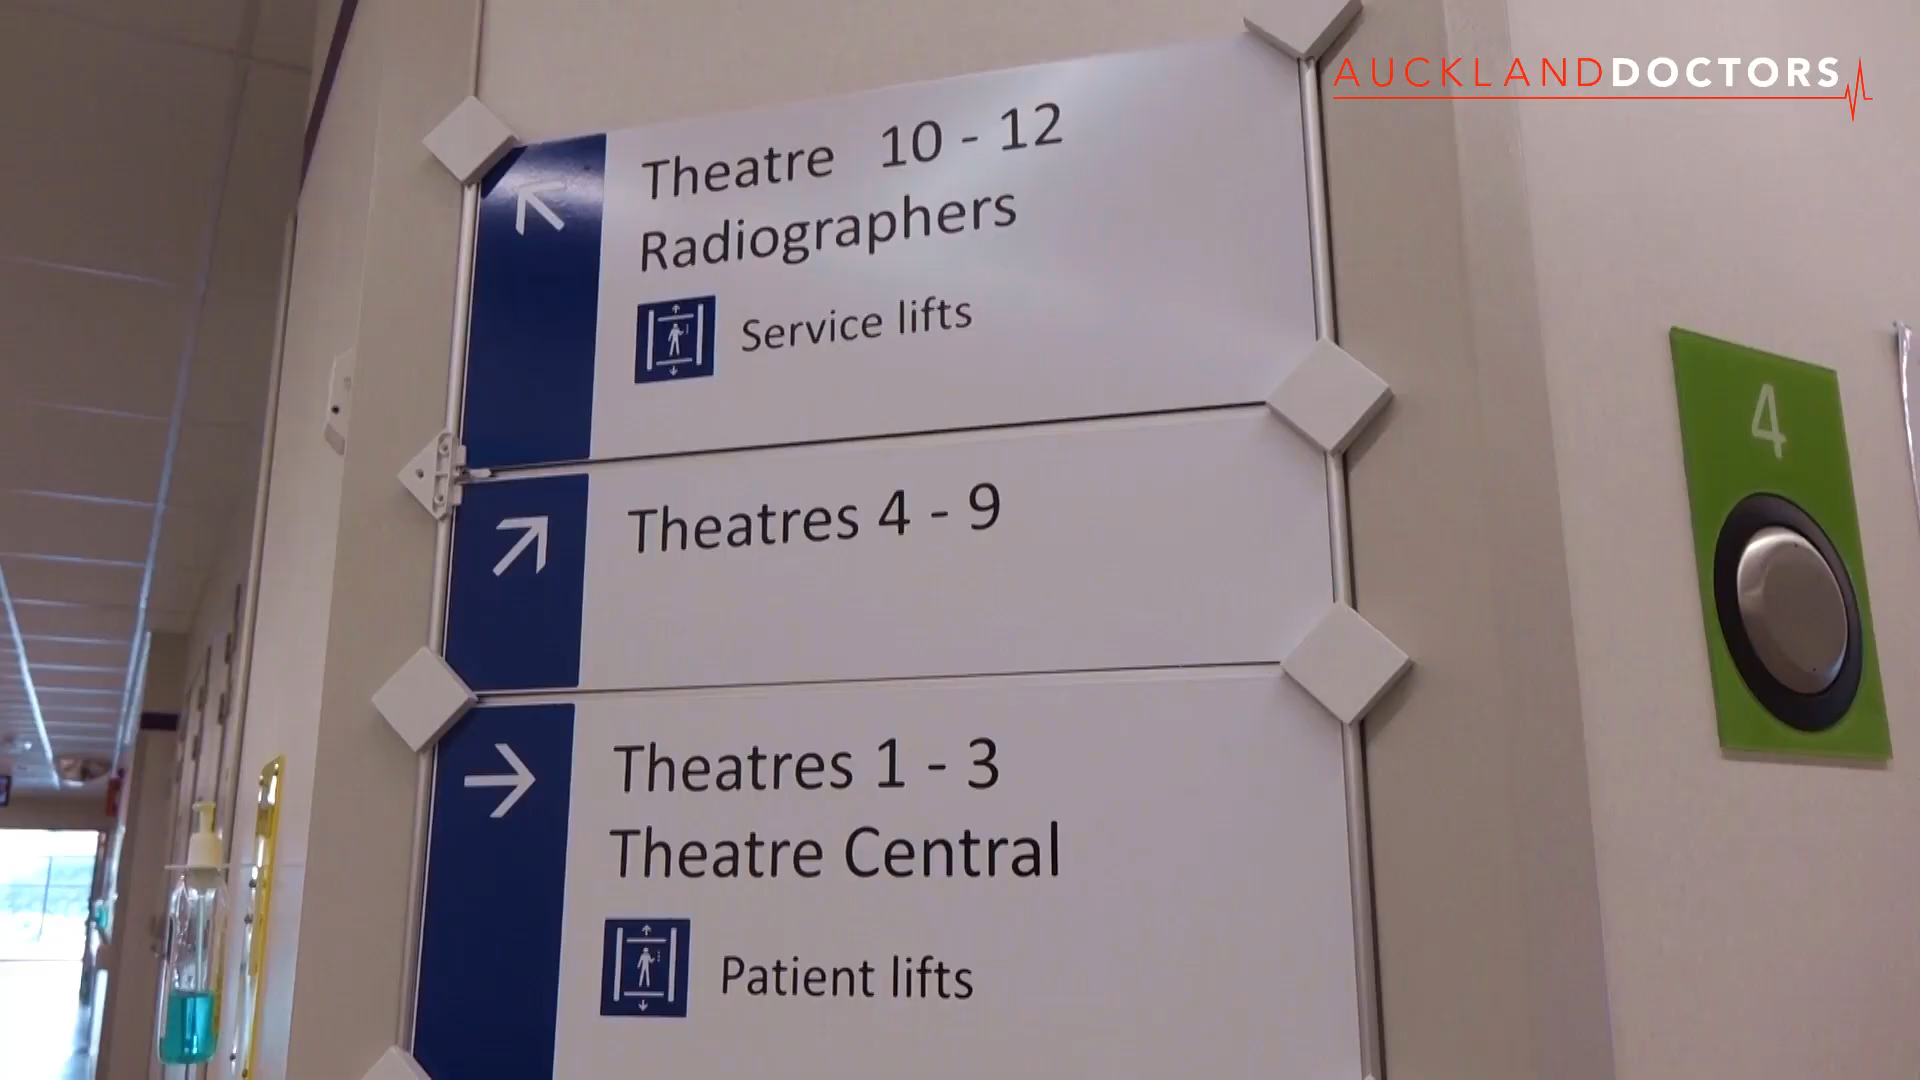 AUCKLANDDOCTORS
Theatre 10 - 12
Radiographers
Service lifts
4
Theatres 4 - 9
Theatres 1 - 3
Theatre Central
Patient lifts